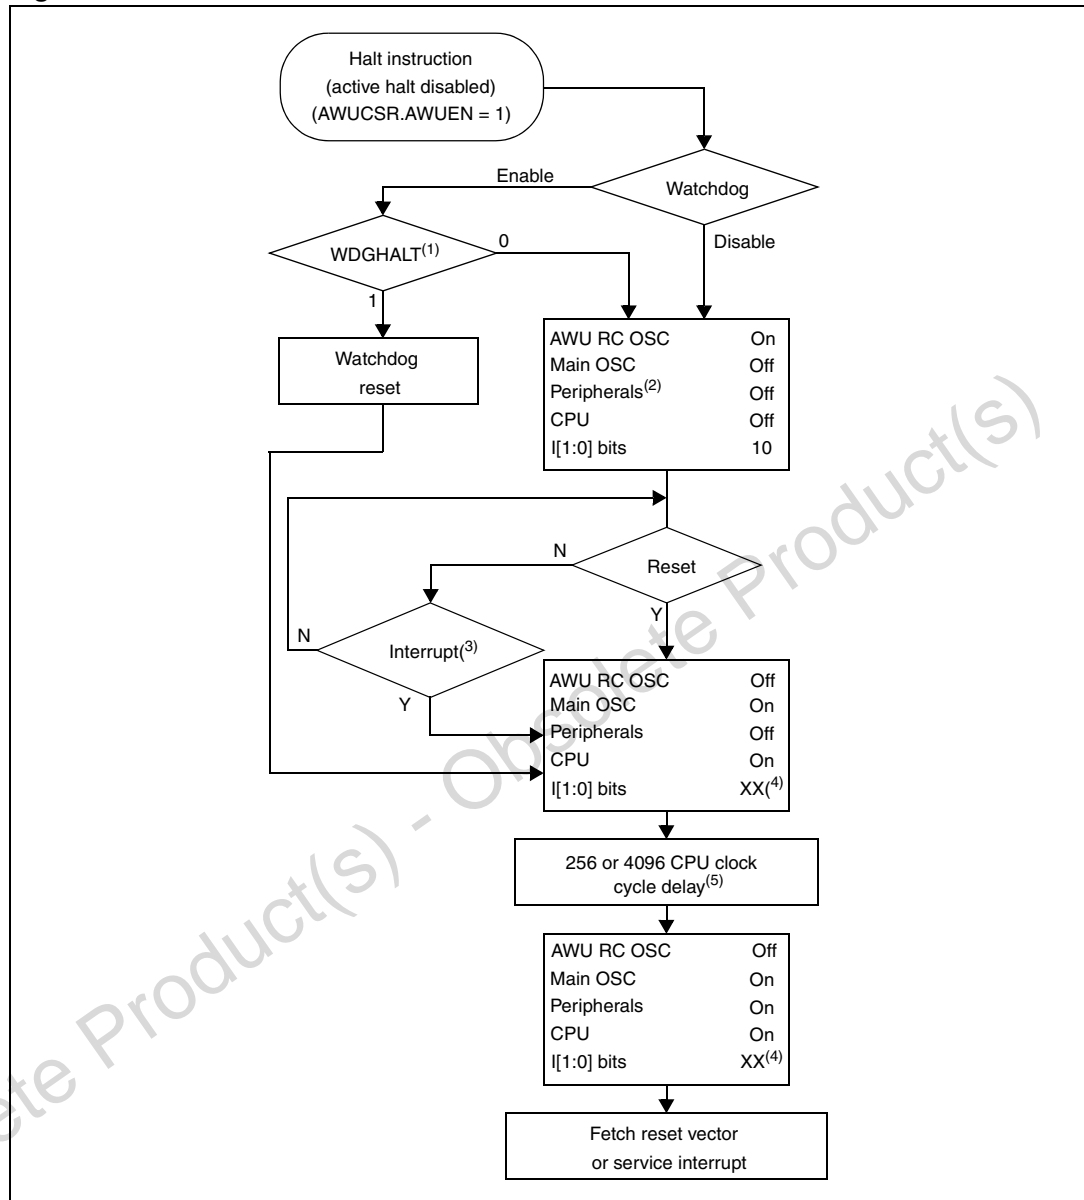 Halt instruction
(active halt disabled)
(AWUCSR.AWUEN = 1)
Enable
Watchdog
WDGHALT(1)
0
Disable
1
Watchdog
reset
AWU RC OSC On
Main OSC Off
Peripherals(2) Off
CPU Off
I[1:0] bits 10
N
Reset
Y
N
Interrupt(3)
Y
AWU RC OSC Off
Main OSC On
Peripherals Off
CPU On
I[1:0] bits XX(4)
256 or 4096 CPU clock
cycle delay(5)
AWU RC OSC Off
Main OSC On
Peripherals On
CPU On
I[1:0] bits XX(4)
Fetch reset vector
or service interrupt
ete Product(s) - Obsolete Product(s)